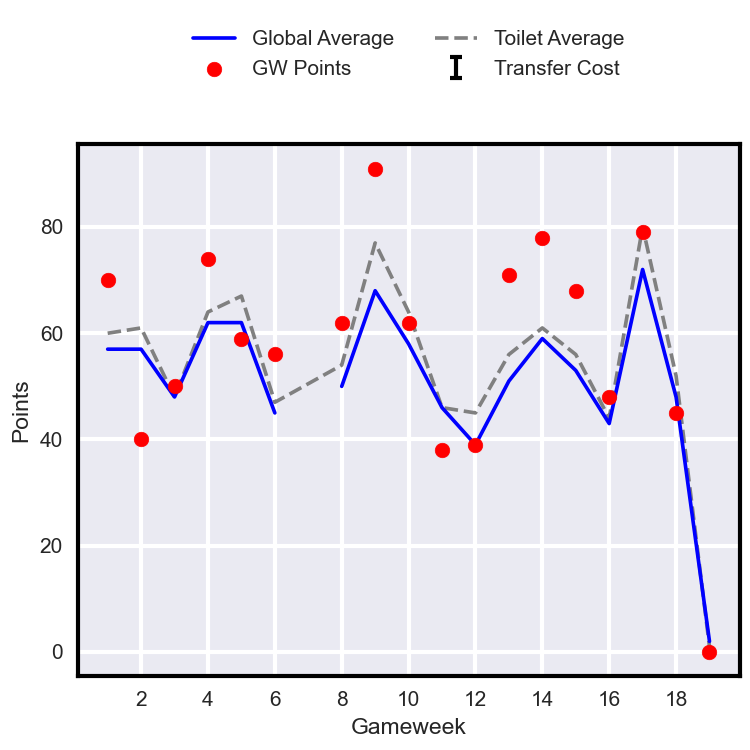 Global Average
Toilet Average
GW Points
Transfer Cost
80
60
40
20
0
Points
2 4 6 8 10 12 14 16 18
Gameweek